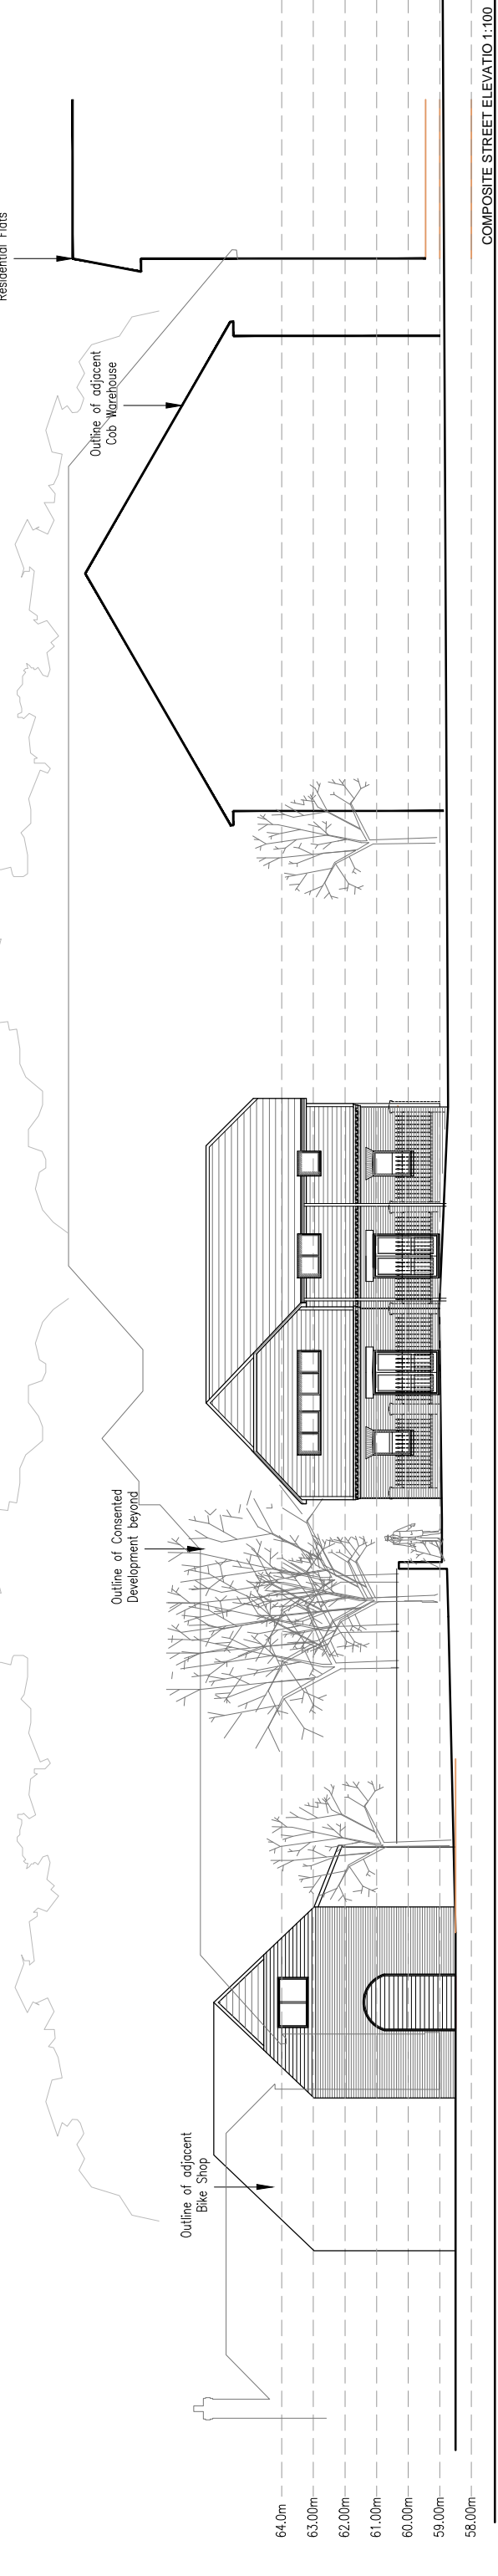 Outline of adjacent
Bike Shop
Outline of Consented
Development beyond
Outline of adjacent
Cob Warehouse
Residential Flats
64.0m
63.00m
62.00m
61.00m
60.00m
59.00m
58.00m
COMPOSITE STREET ELEVATIO 1:100